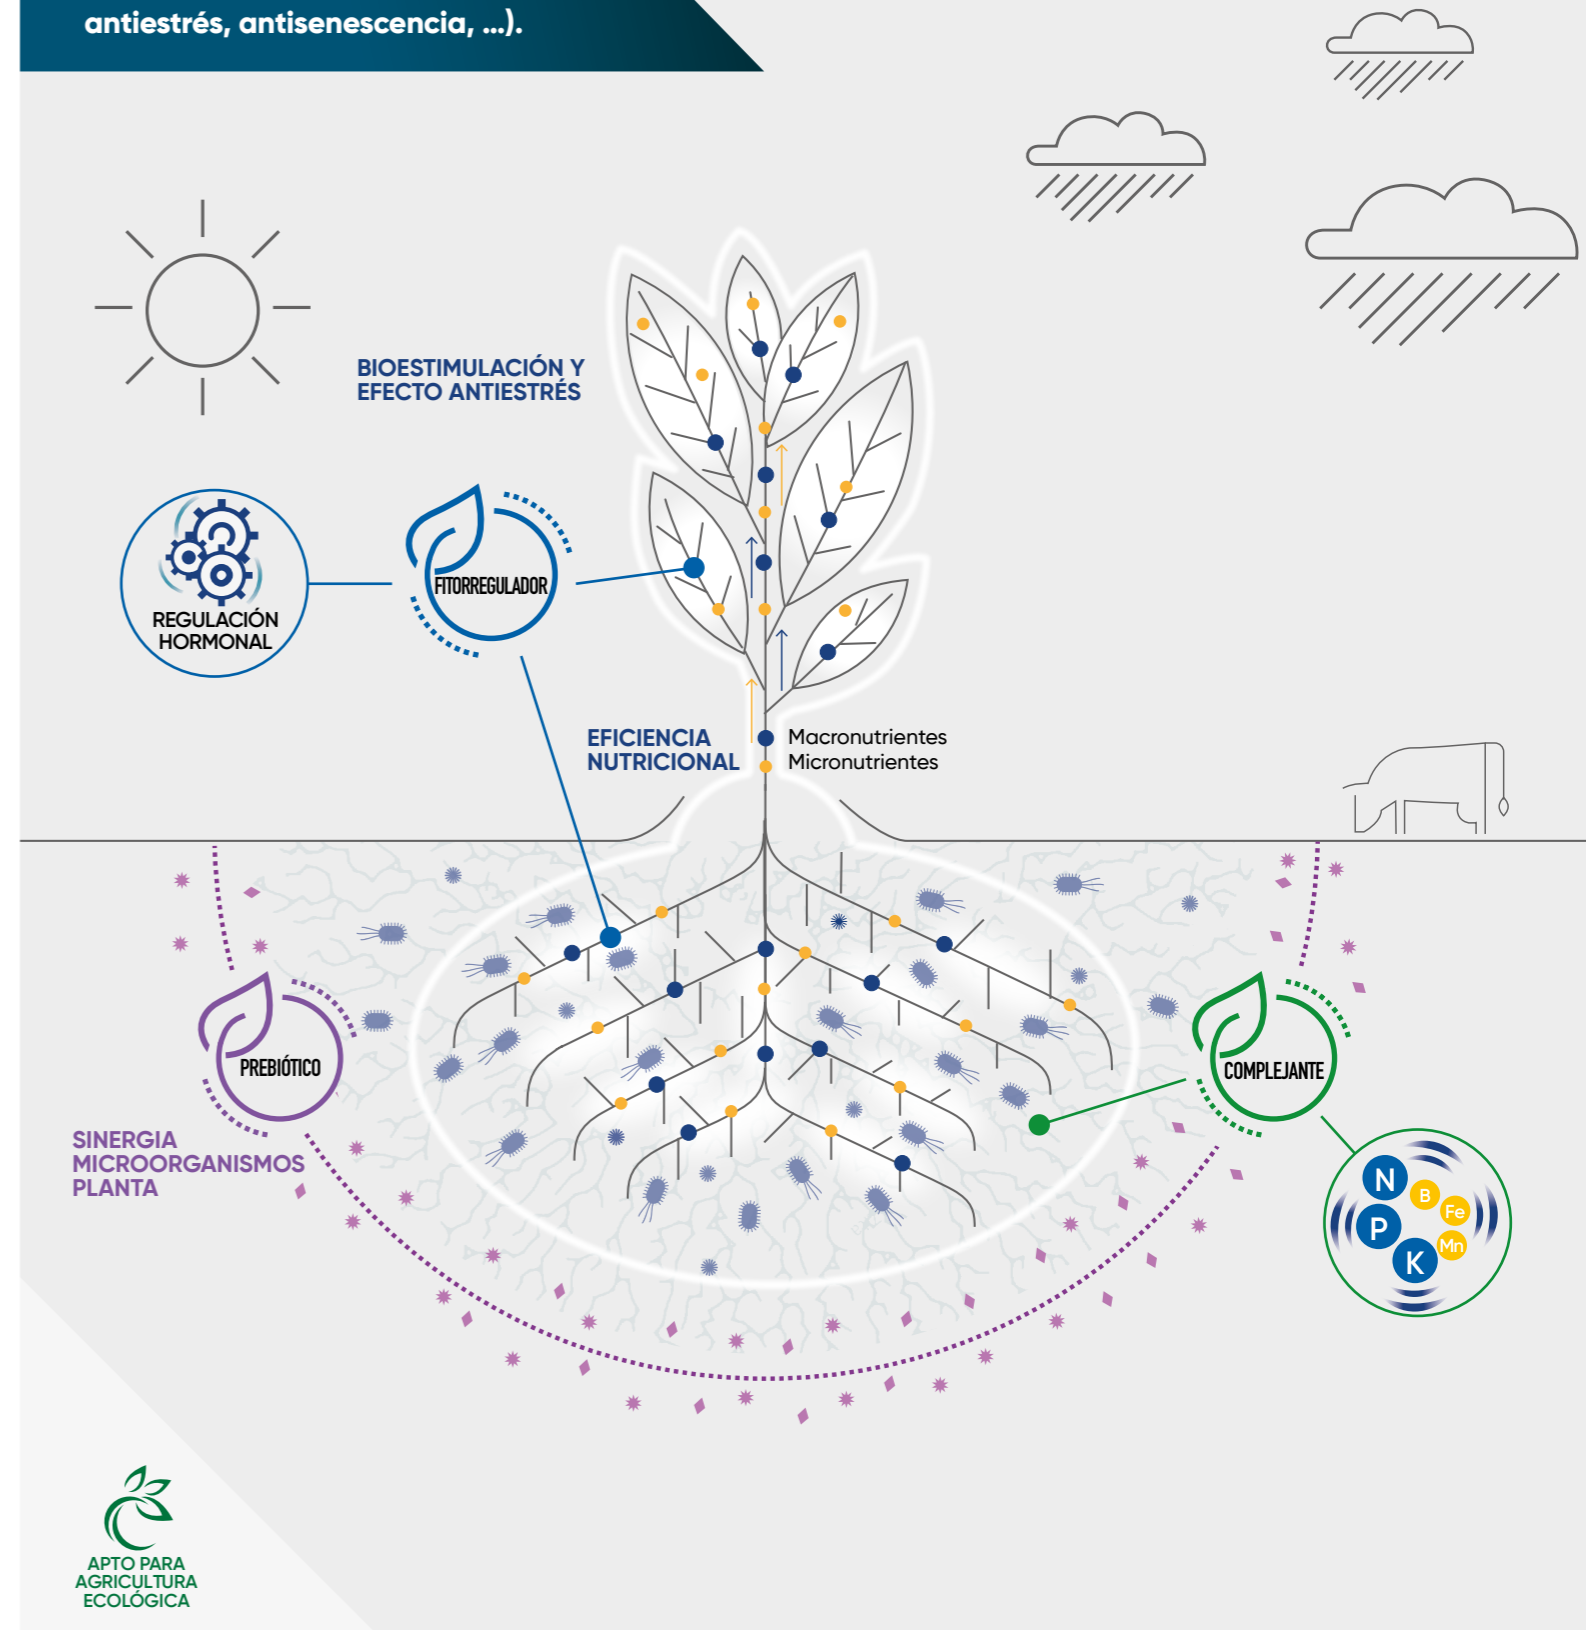 antiestrés, antisenescencia, ...).
BIOESTIMULACIÓN Y
EFECTO ANTIESTRÉS
REGULACIÓN
HORMONAL
FITORREGULADOR
EFICIENCIA
NUTRICIONAL
Macronutrientes
Micronutrientes
PREBIÓTICO
SINERGIA
MICROORGANISMOS
PLANTA
COMPLEJANTE
N
B
Fe
P
Mn
K
APTO PARA
AGRICULTURA
ECOLÓGICA